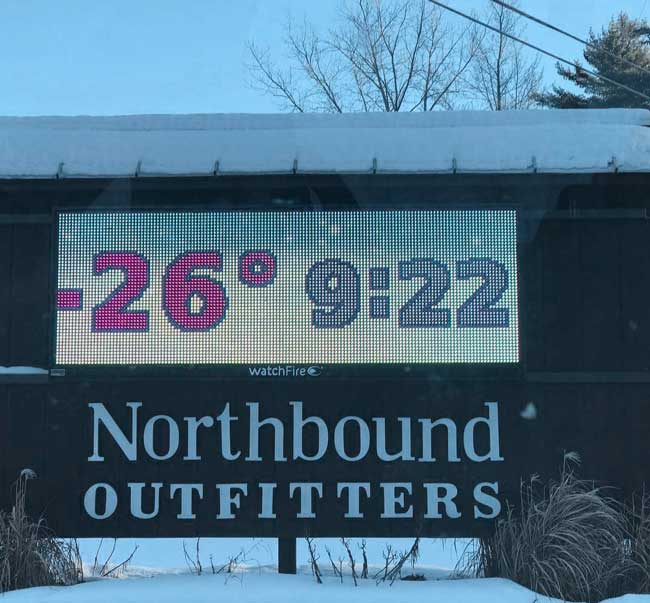 -26° 9:22
watchFire
Northbound
OUTFITTERS